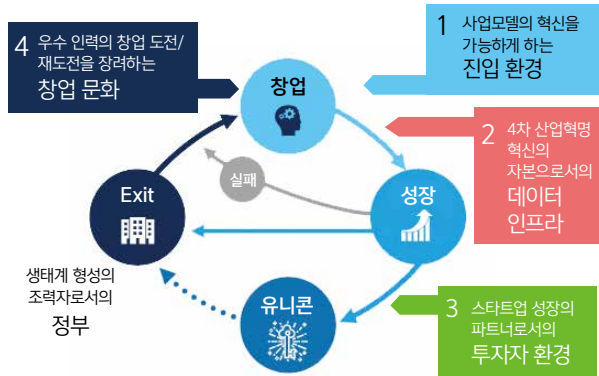 4 우수 인력의 창업 도전/
재도전을 장려하는
창업 문화
1 사업모델의 혁신을
가능하게 하는
진입 환경
창업
2 4차 산업혁명
혁신의
자본으로서의
데이터
인프라
실패
Exit
성장
생태계 형성의
조력자로서의
정부
유니콘
3 스타트업 성장의
파트너로서의
투자자 환경